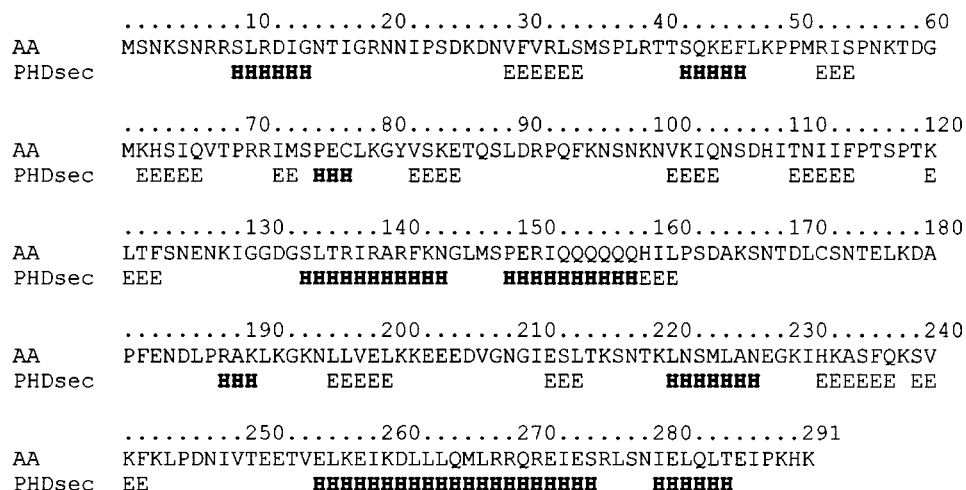 .........10........20........30........40........50........60
AA MSNKSNRRSLRDIGNTIGRNNIPSDKDNVFVRLSMSPLRTTSQKEFLKPPMRISPNKTDG
PHDsec HHHHHH EEEEEE HHHHH EEE
.........70........80........90........100.......110.......120
AA MKHSIQVTPRRIMSPECLKGYVSKETQSLDRPQFKNSNKNVKIQNSDHITNIIFPTSPTK
PHDsec EEEEE EE HHH EEEE EEEE EEEEE E
.........130.......140.......150.......160.......170.......180
AA LTFSNENKIGGDGSLTRIRARFKNGLMSPERIQQQQQQHILPSDAKSNTDLCSNTELKDA
PHDsec EEE HHHHHHHHHHH HHHHHHHHHHEEE
.........190.......200.......210.......220.......230.......240
AA PFENDLPRAKLKGKNLLVELKKEEEDVGNGIESLTKSNTKLNSMLANEGKIHKASFQKSV
PHDsec HHH EEEEE EEE HHHHHHH EEEEEE EE
.........250.......260.......270.......280........291
AA KFKLPDNIVTEETVELKEIKDLLLQMLRRQREIESRLSNIELQLTEIPKHK
PHDsec EE HHHHHHHHHHHHHHHHHHHHH HHHHHH